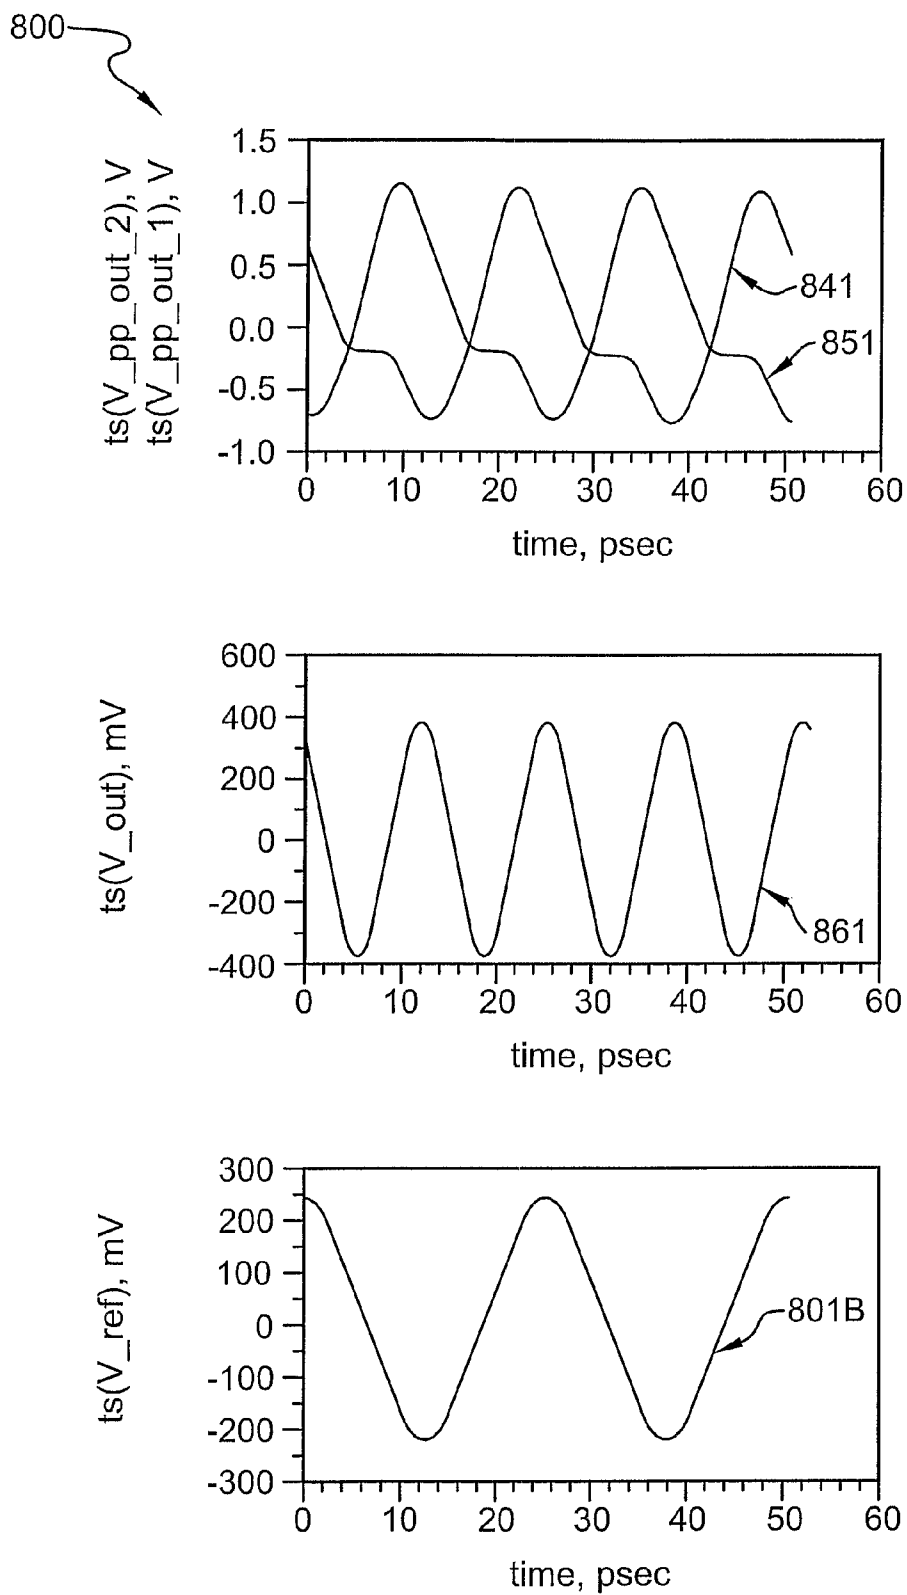 800
ts(V_pp_out_2), V
ts(V_pp_out_1), V
1.5
1.0
0.5
0.0
-0.5
-1.0
841
851
0 10 20 30 40 50 60
time, psec
ts(V_out), mV
600
400
200
0
-200
-400
861
0 10 20 30 40 50 60
time, psec
ts(V_ref), mV
300
200
100
0
-100
-200
-300
801B
0 10 20 30 40 50 60
time, psec